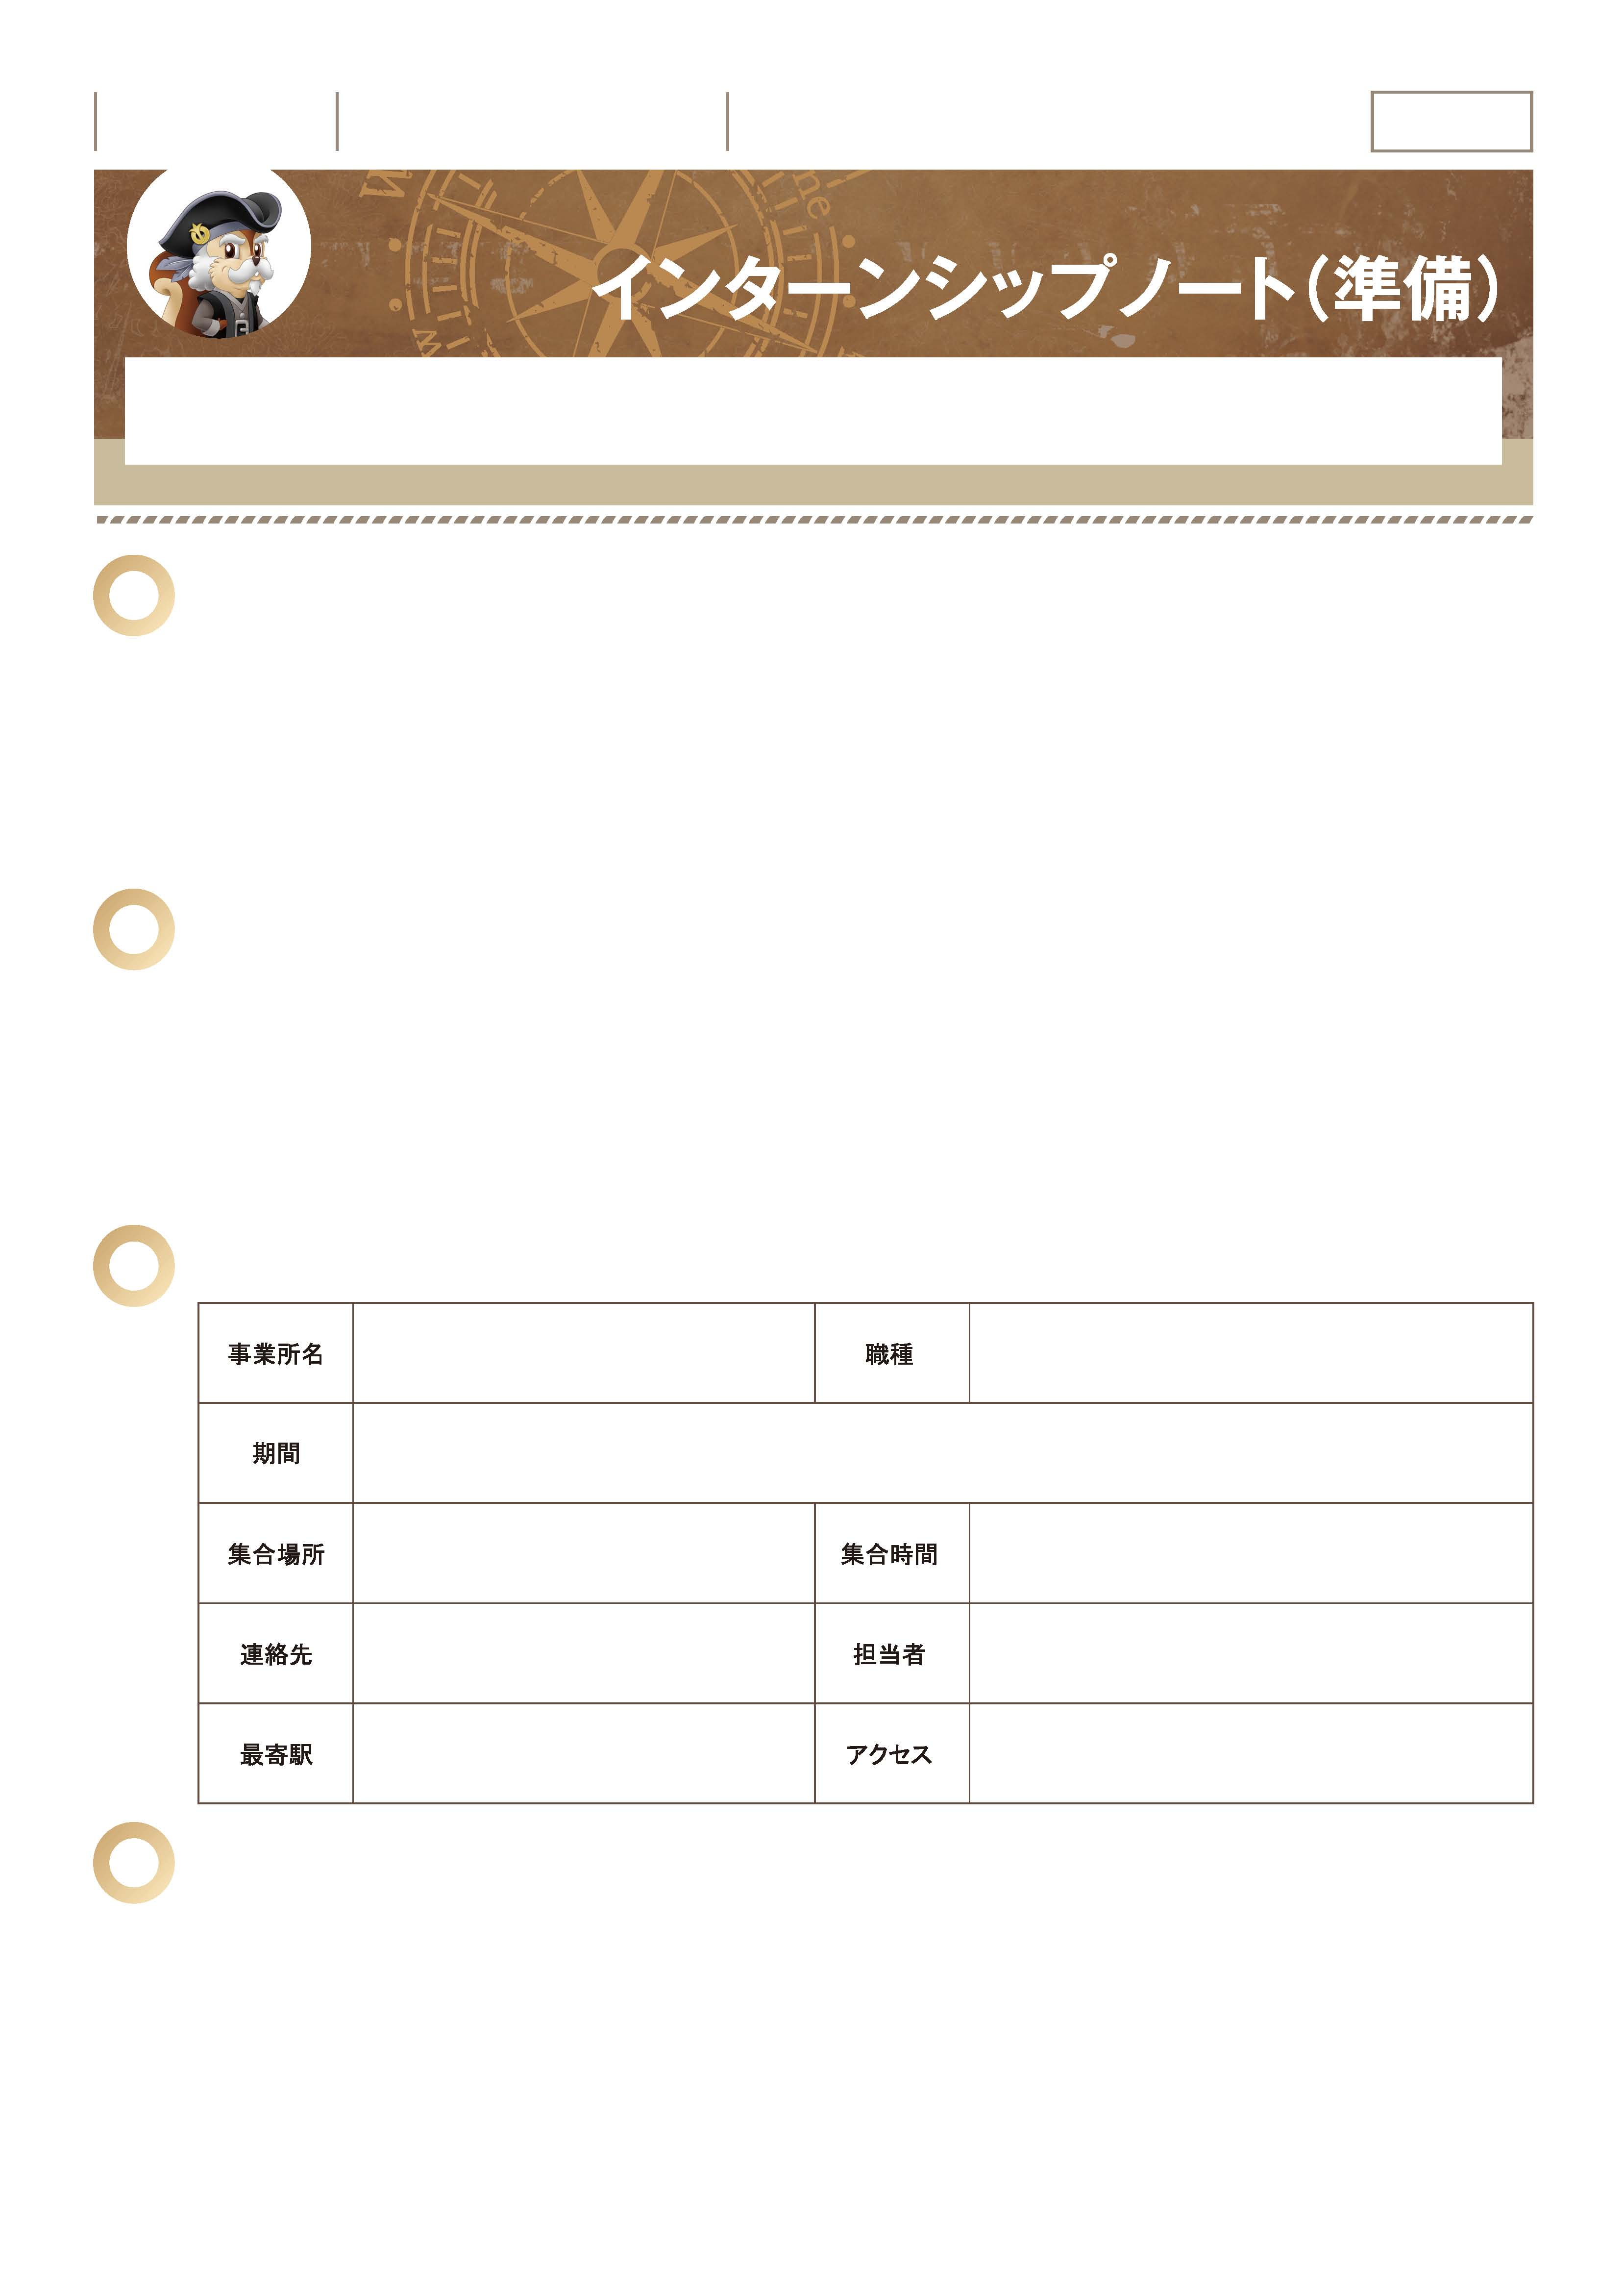 インターンシップノート（準備）
事業所名 職種
期間
集合場所 集合時間
連絡先 担当者
最寄駅 アクセス